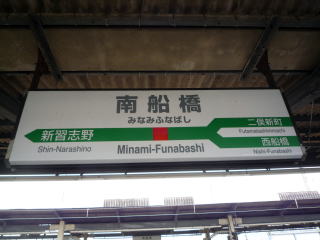 南船橋
みなみふなばし
Minami-Funabashi
新習志野
Shin-Narashino
二俣新町
Futamatashimmachi
西船橋
Nishi-Funabashi